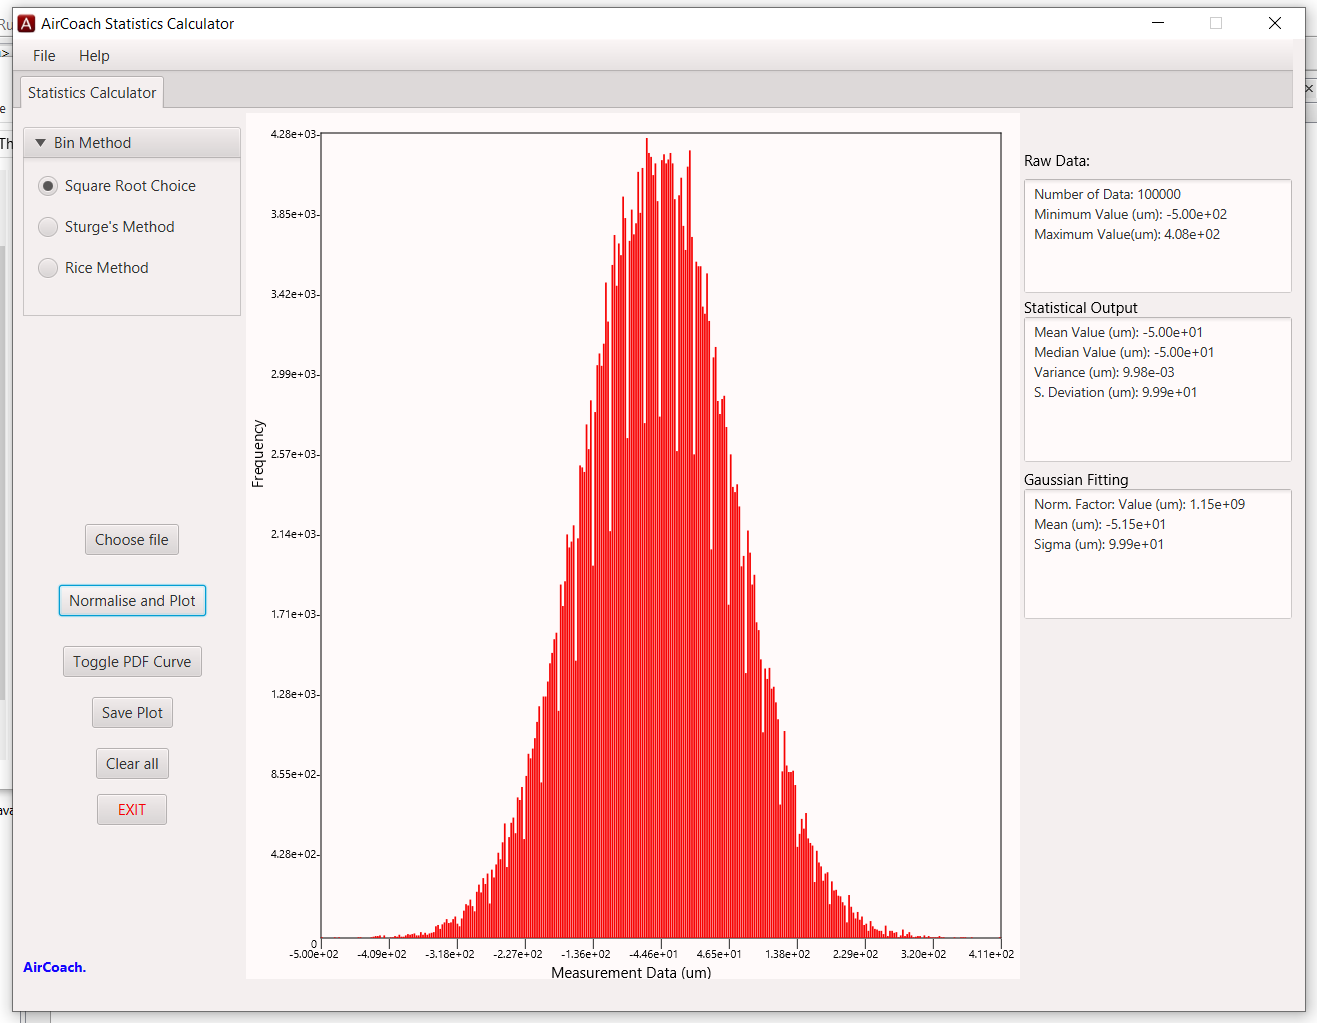 AirCoach Statistics Calculator
File Help
Statistics Calculator
Bin Method
Square Root Choice
Sturge's Method
Rice Method
Choose file
Normalise and Plot
Toggle PDF Curve
Save Plot
Clear all
EXIT
AirCoach.
Frequency
4.28e+03
3.85e+03
3.42e+03
2.99e+03
2.57e+03
2.14e+03
1.71e+03
1.28e+03
8.55e+02
4.28e+02
0
-5.00e+02 -4.09e+02 -3.18e+02 -2.27e+02 -1.36e+02 -4.46e+01 4.65e+01 1.38e+02 2.29e+02 3.20e+02 4.11e+02
Measurement Data (um)
Raw Data:
Number of Data: 100000
Minimum Value (um): -5.00e+02
Maximum Value(um): 4.08e+02
Statistical Output
Mean Value (um): -5.00e+01
Median Value (um): -5.00e+01
Variance (um): 9.98e-03
S. Deviation (um): 9.99e+01
Gaussian Fitting
Norm. Factor: Value (um): 1.15e+09
Mean (um): -5.15e+01
Sigma (um): 9.99e+01